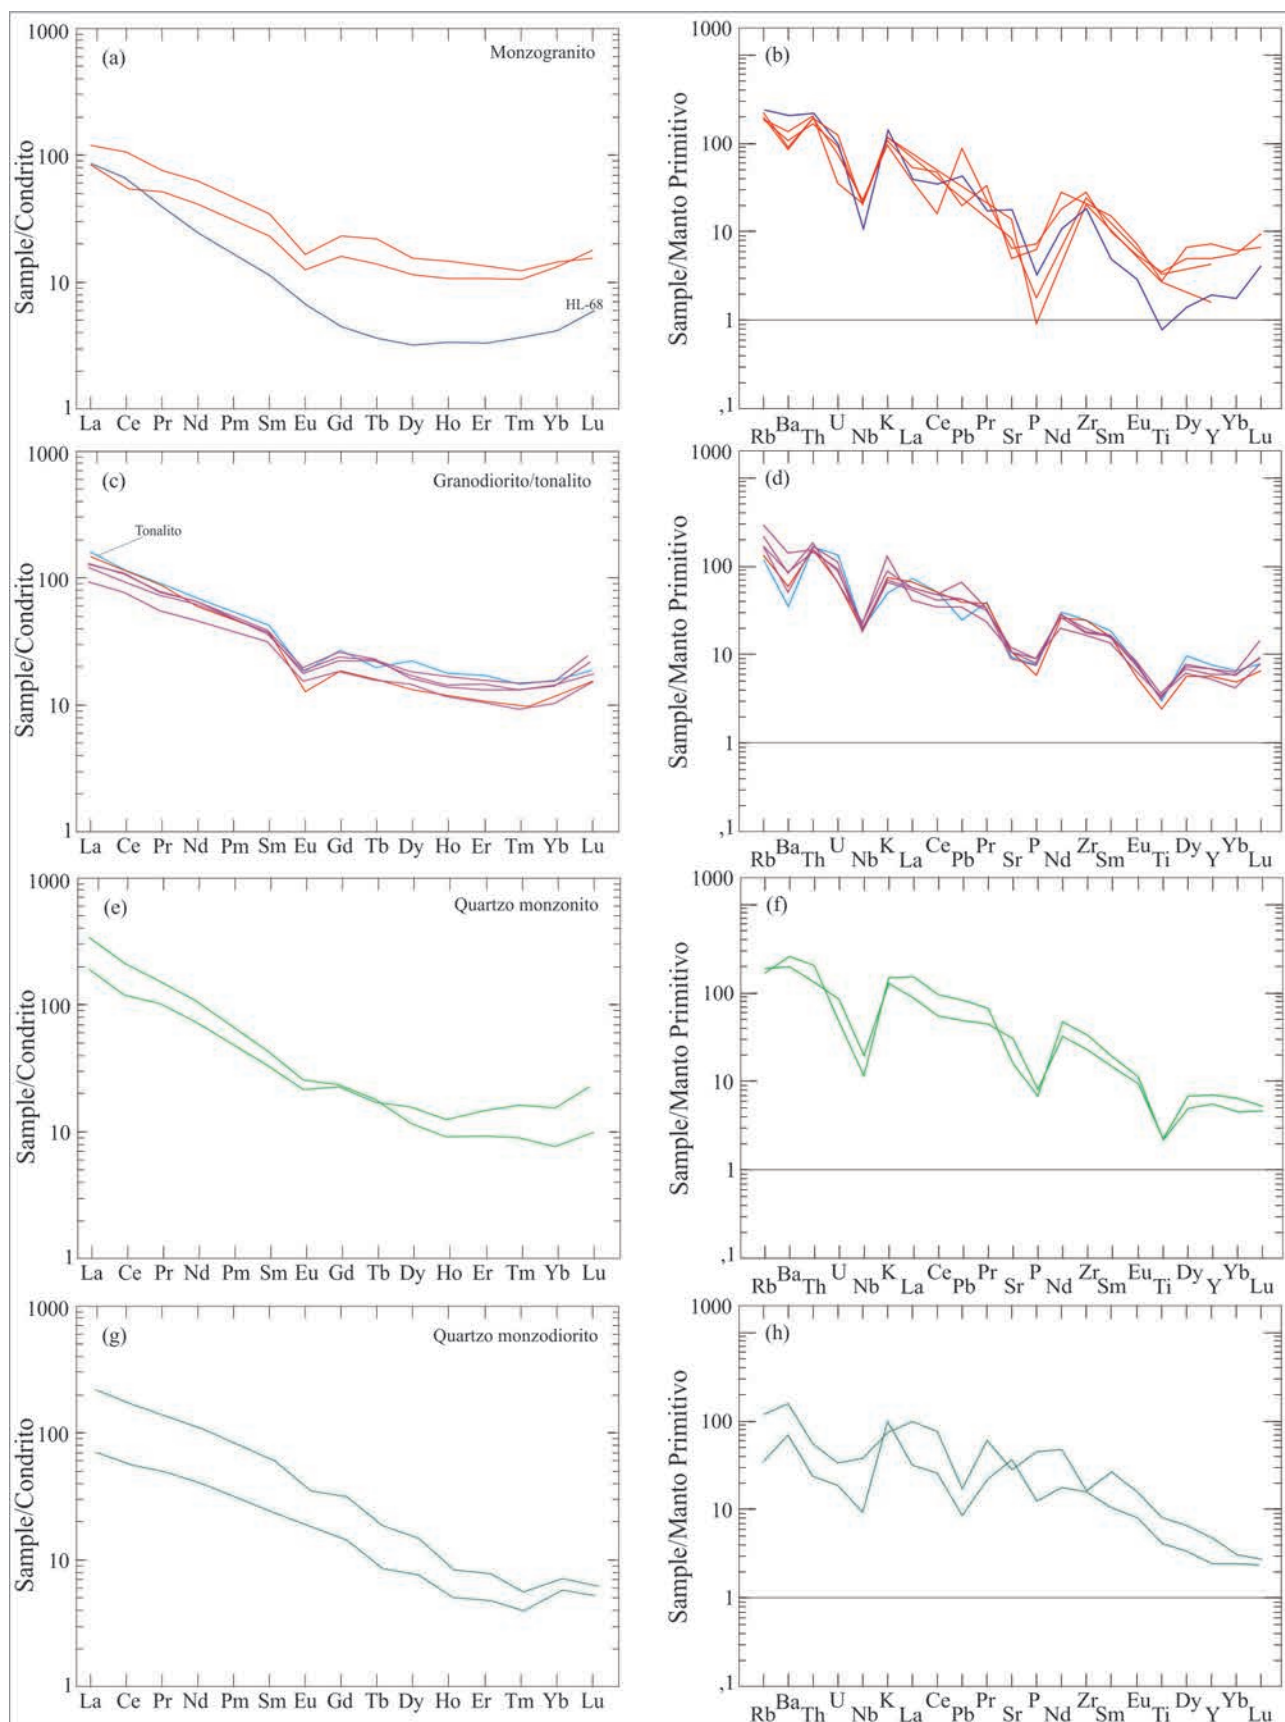 1000
100
10
1
Sample/Condrito
(a)
Monzogranito
HL-68
La Ce Pr Nd Pm Sm Eu Gd Tb Dy Ho Er Tm Yb Lu
1000
100
10
1
,1
Sample/Manto Primitivo
(b)
Ba U K Ce Pr P Zr Eu Dy Yb
Rb Th Nb La Pb Sr Nd Sm Ti Y Lu
1000
100
10
1
Sample/Condrito
(c)
Granodiorito/tonalito
Tonalito
La Ce Pr Nd Pm Sm Eu Gd Tb Dy Ho Er Tm Yb Lu
1000
100
10
1
,1
Sample/Manto Primitivo
(d)
Ba U K Ce Pr P Zr Eu Dy Yb
Rb Th Nb La Pb Sr Nd Sm Ti Y Lu
1000
100
10
1
Sample/Condrito
(e)
Quartzo monzonito
La Ce Pr Nd Pm Sm Eu Gd Tb Dy Ho Er Tm Yb Lu
1000
100
10
1
,1
Sample/Manto Primitivo
(f)
Ba U K Ce Pr P Zr Eu Dy Yb
Rb Th Nb La Pb Sr Nd Sm Ti Y Lu
1000
100
10
1
Sample/Condrito
(g)
Quartzo monzodiorito
La Ce Pr Nd Pm Sm Eu Gd Tb Dy Ho Er Tm Yb Lu
1000
100
10
1
,1
Sample/Manto Primitivo
(h)
Ba U K Ce Pr P Zr Eu Dy Yb
Rb Th Nb La Pb Sr Nd Sm Ti Y Lu